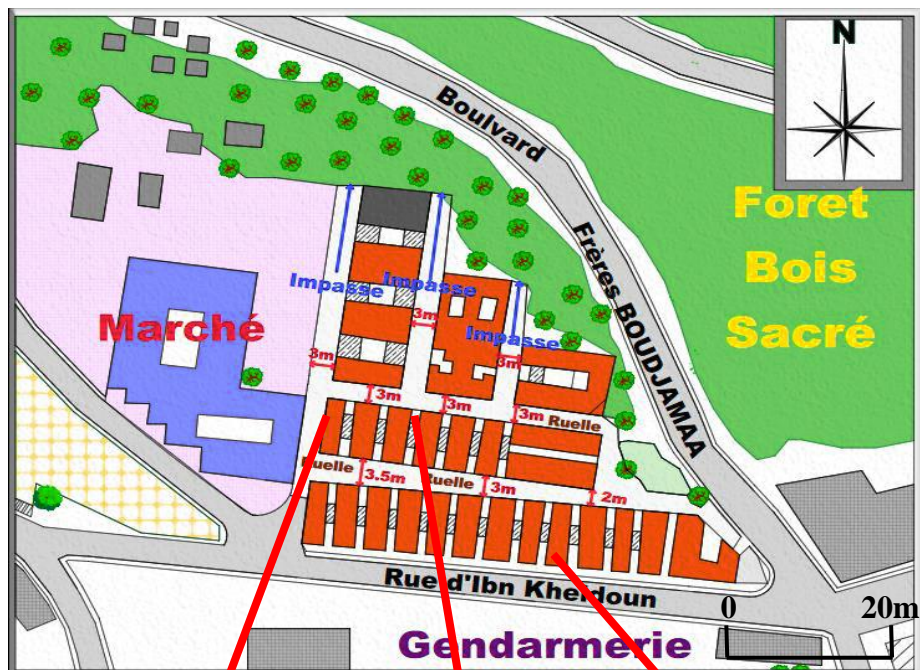 N
Boulvard
Foret
Bois
Sacré
Frères BOUDJAMAA
Impasse
Impasse
Impasse
Marché
3m
3m
3m
3m
3m
3m
Ruelle
Ruelle
3.5m
Ruelle
3m
2m
Rue d'Ibn Kheldoun
0
20m
Gendarmerie